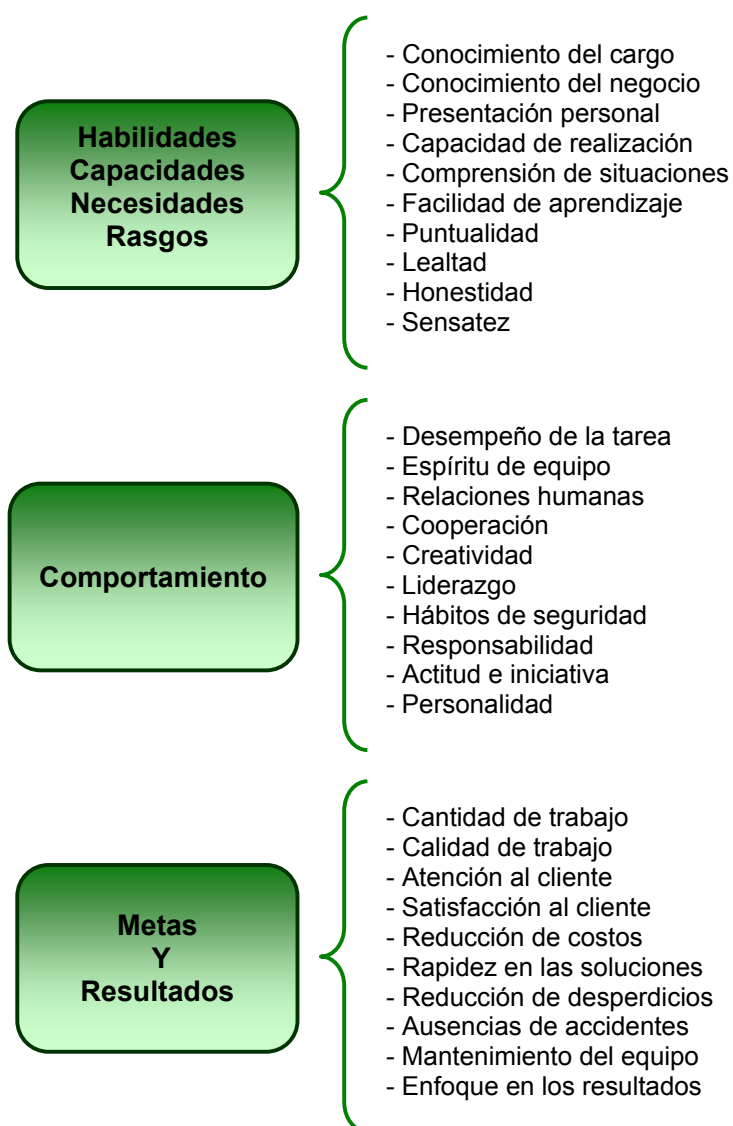 Habilidades
Capacidades
Necesidades
Rasgos
- Conocimiento del cargo
- Conocimiento del negocio
- Presentación personal
- Capacidad de realización
- Comprensión de situaciones
- Facilidad de aprendizaje
- Puntualidad
- Lealtad
- Honestidad
- Sensatez
Comportamiento
- Desempeño de la tarea
- Espíritu de equipo
- Relaciones humanas
- Cooperación
- Creatividad
- Liderazgo
- Hábitos de seguridad
- Responsabilidad
- Actitud e iniciativa
- Personalidad
Metas
Y
Resultados
- Cantidad de trabajo
- Calidad de trabajo
- Atención al cliente
- Satisfacción al cliente
- Reducción de costos
- Rapidez en las soluciones
- Reducción de desperdicios
- Ausencias de accidentes
- Mantenimiento del equipo
- Enfoque en los resultados